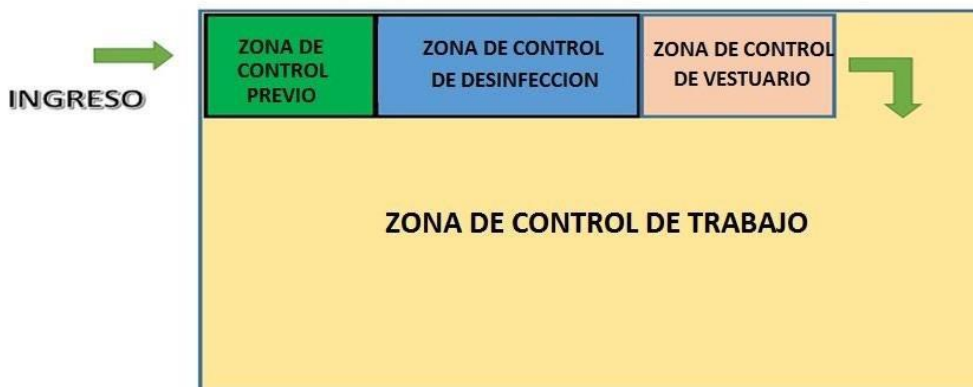 INGRESO
ZONA DE
CONTROL
PREVIO
ZONA DE CONTROL
DE DESINFECCION
ZONA DE CONTROL
DE VESTUARIO
ZONA DE CONTROL DE TRABAJO